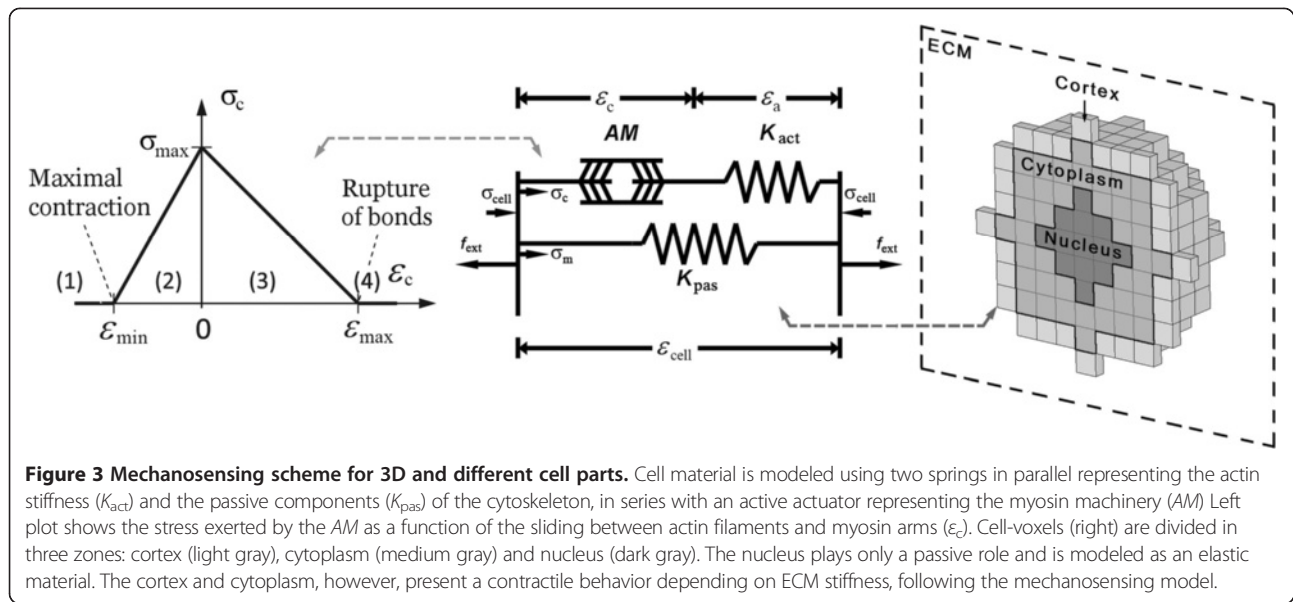 σc
σmax
Maximal
contraction
Rupture
of bonds
(1)
(2)
(3)
(4)
εc
εmin
0
εmax
εc
εa
AM
Kact
σcell
σc
σcell
fext
σm
fext
Kpas
εcell
ECM
Cortex
Cytoplasm
Nucleus
Figure 3 Mechanosensing scheme for 3D and different cell parts. Cell material is modeled using two springs in parallel representing the actin
stiffness (Kact) and the passive components (Kpas) of the cytoskeleton, in series with an active actuator representing the myosin machinery (AM) Left
plot shows the stress exerted by the AM as a function of the sliding between actin filaments and myosin arms (εc). Cell-voxels (right) are divided in
three zones: cortex (light gray), cytoplasm (medium gray) and nucleus (dark gray). The nucleus plays only a passive role and is modeled as an elastic
material. The cortex and cytoplasm, however, present a contractile behavior depending on ECM stiffness, following the mechanosensing model.